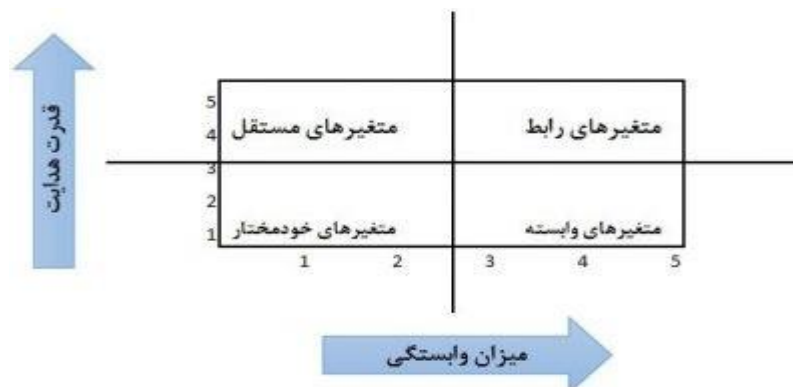 قدرت هدایت
5
متغیرهای رابط
متغیرهای مستقل
4
3
2
متغیرهای وابسته
متغیرهای خودمختار
1
1 2 3 4 5
میزان وابستگی